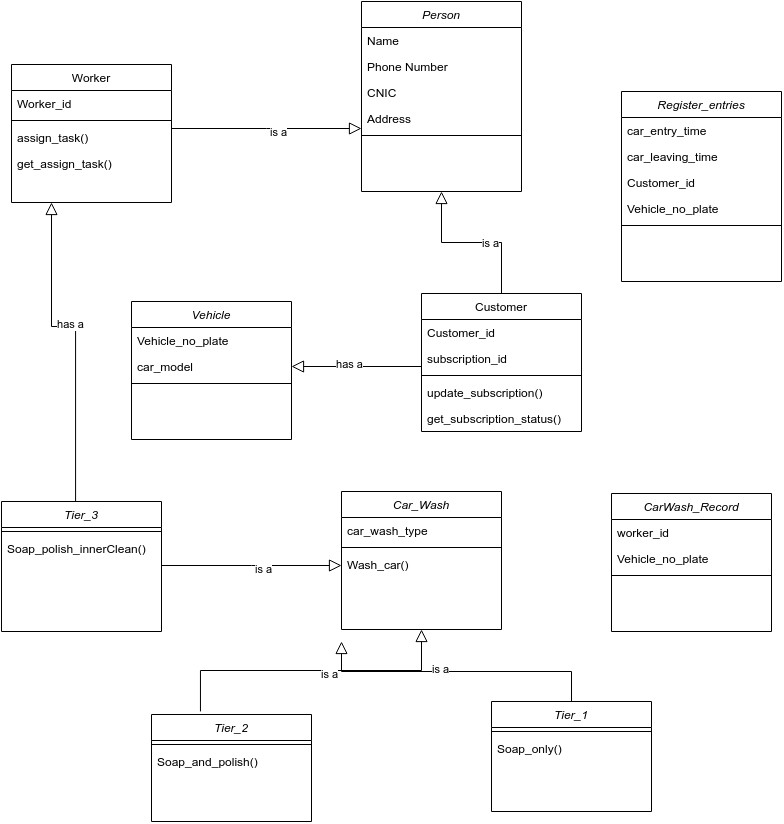 Person
Name
Phone Number
CNIC
Address
Worker
Worker_id
assign_task()
get_assign_task()
is a
Register_entries
car_entry_time
car_leaving_time
Customer_id
Vehicle_no_plate
is a
Customer
Customer_id
subscription_id
update_subscription()
get_subscription_status()
Vehicle
Vehicle_no_plate
car_model
has a
has a
Tier_3
Soap_polish_innerClean()
is a
Car_Wash
car_wash_type
Wash_car()
CarWash_Record
worker_id
Vehicle_no_plate
is a
is a
Tier_2
Soap_and_polish()
Tier_1
Soap_only()